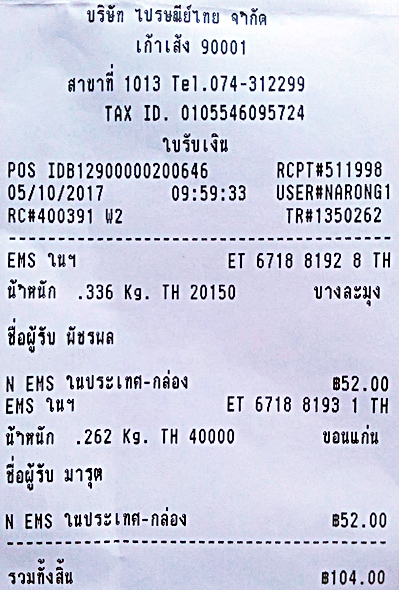 บริษัท ไปรษณีย์ไทย จำกัด
เก้าเส้ง 90001
สาขาที่ 1013 Tel.074-312299
TAX ID. 0105546095724
ใบรับเงิน
POS IDB12900000200646 RCPT#511998
05/10/2017 09:59:33 USER#NARONG1
RC#400391 W2 TR#1350262
EMS ในฯ ET 6718 8192 8 TH
น้ำหนัก .336 Kg. TH 20150 บางละมุง
ชื่อผู้รับ พัชรพล
N EMS ในประเทศ-กล่อง ฿52.00
EMS ในฯ ET 6718 8193 1 TH
น้ำหนัก .262 Kg. TH 40000 ขอนแก่น
ชื่อผู้รับ มารุต
N EMS ในประเทศ-กล่อง ฿52.00
รวมทั้งสิ้น ฿104.00